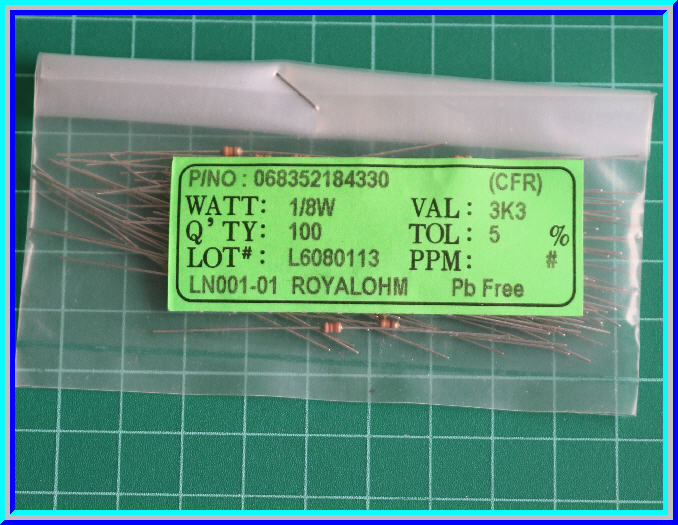 P/NO : 068352184330 (CFR)
WATT: 1/8W VAL: 3K3
Q'TY: 100 TOL: 5 %
LOT#: L6080113 PPM: #
LN001-01 ROYALOHM Pb Free